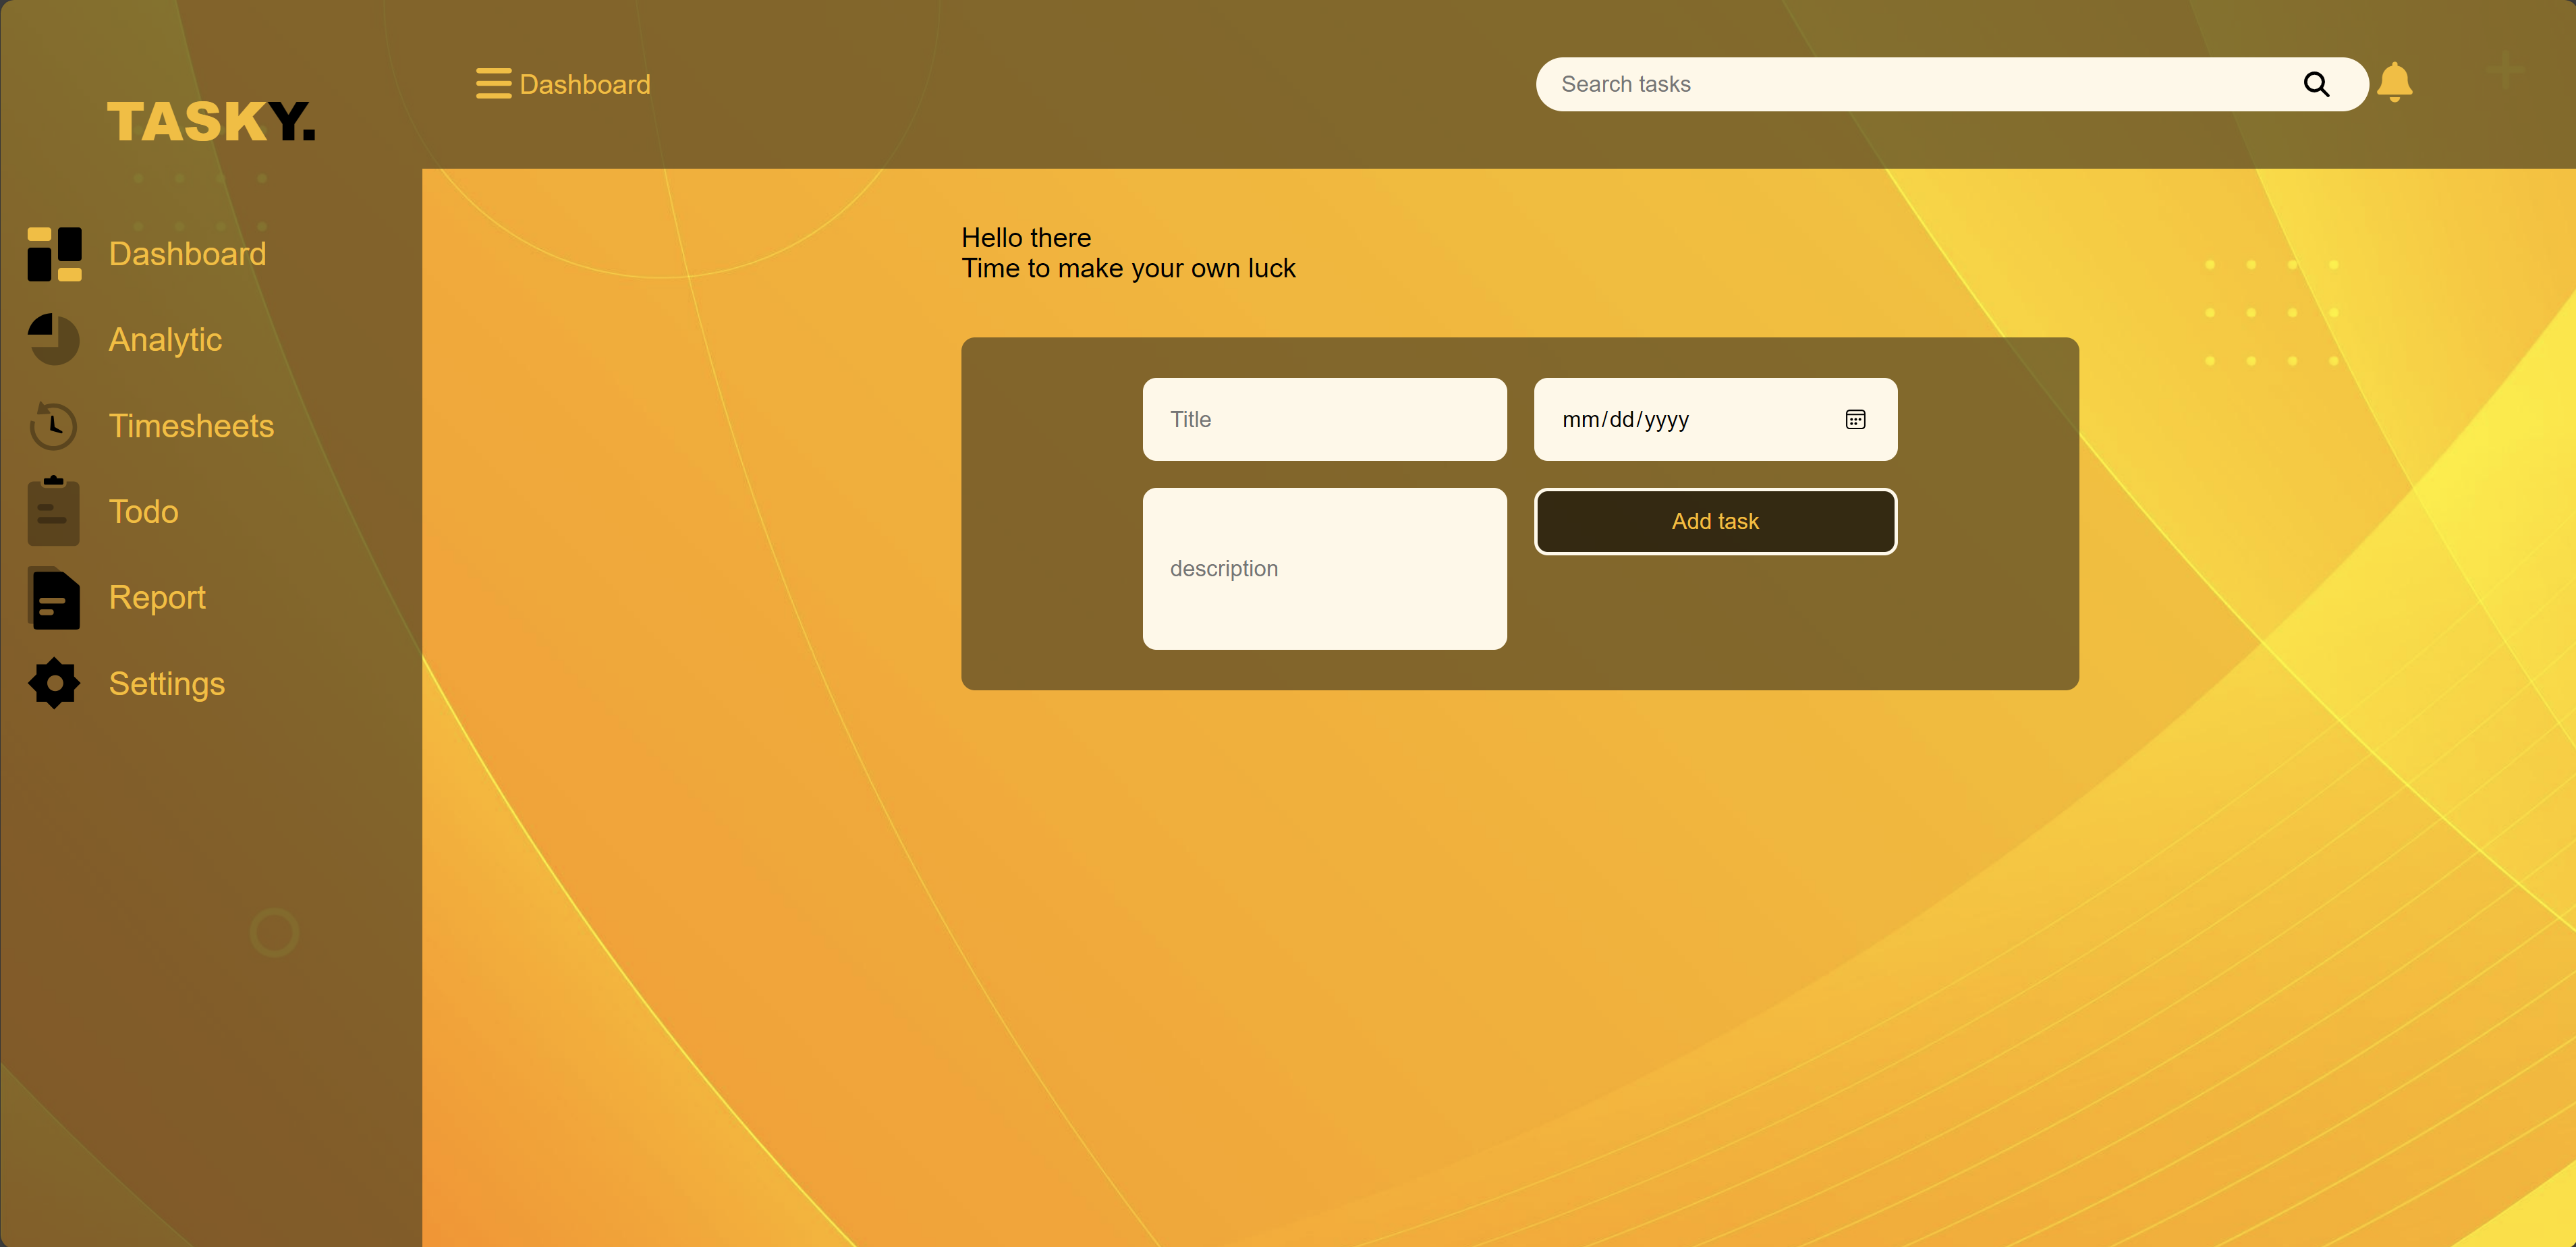 TASKY.
Dashboard
Search tasks
Dashboard
Analytic
Timesheets
Todo
Report
Settings
Hello there
Time to make your own luck
Title
mm/dd/yyyy
description
Add task